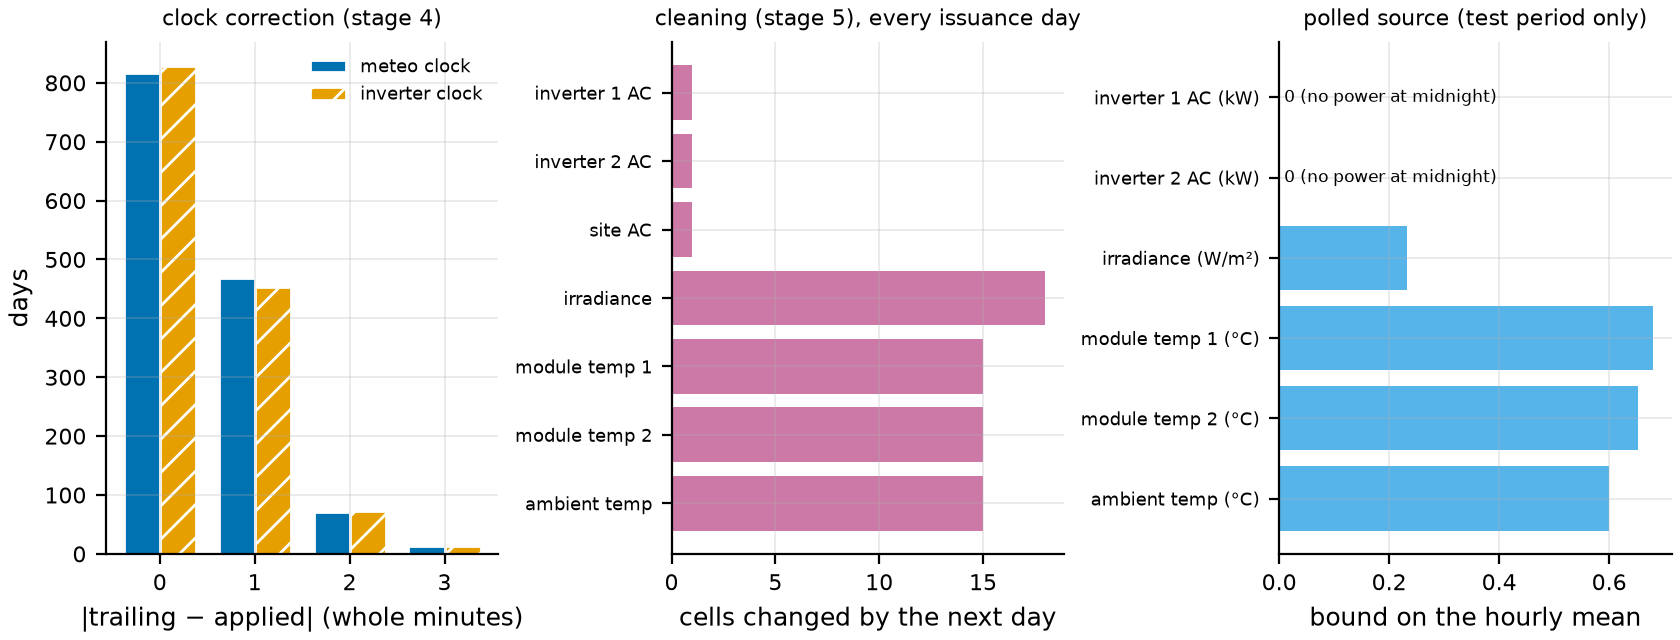 clock correction (stage 4)
meteo clock
inverter clock
days
800
700
600
500
400
300
200
100
0
0 1 2 3
|trailing − applied| (whole minutes)
cleaning (stage 5), every issuance day
inverter 1 AC
inverter 2 AC
site AC
irradiance
module temp 1
module temp 2
ambient temp
0 5 10 15
cells changed by the next day
polled source (test period only)
inverter 1 AC (kW)
0 (no power at midnight)
inverter 2 AC (kW)
0 (no power at midnight)
irradiance (W/m²)
module temp 1 (°C)
module temp 2 (°C)
ambient temp (°C)
0.0 0.2 0.4 0.6
bound on the hourly mean